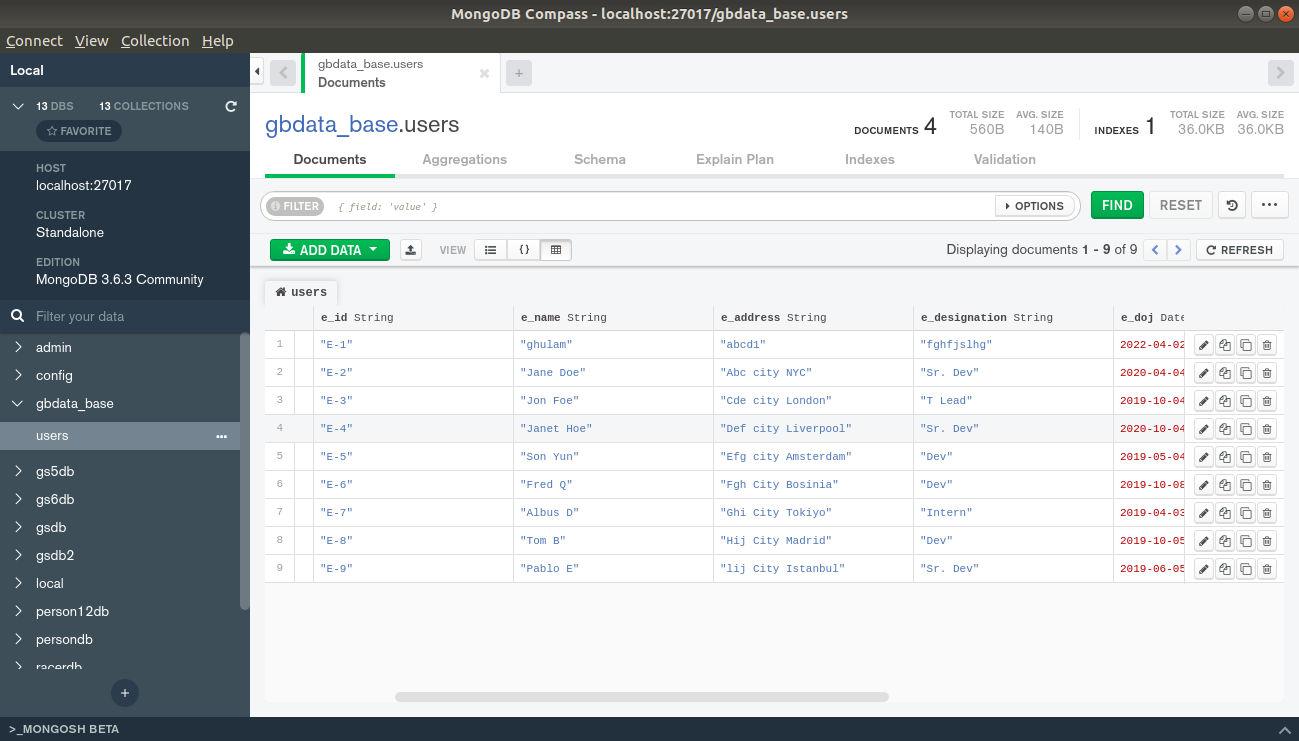 MongoDB Compass - localhost:27017/gbdata_base.users
Connect View Collection Help
Local
13 DBS 13 COLLECTIONS
FAVORITE
HOST
localhost:27017
CLUSTER
Standalone
EDITION
MongoDB 3.6.3 Community
Filter your data
admin
config
gbdata_base
users
gs5db
gs6db
gsdb
gsdb2
local
person12db
persondb
racerdb
gbdata_base.users
Documents
gbdata_base.users
DOCUMENTS 4 TOTAL SIZE 560B AVG. SIZE 140B INDEXES 1 TOTAL SIZE 36.0KB AVG. SIZE 36.0KB
Documents Aggregations Schema Explain Plan Indexes Validation
FILTER { field: 'value' } OPTIONS FIND RESET
ADD DATA VIEW { } Displaying documents 1 - 9 of 9 REFRESH
users
e_id String e_name String e_address String e_designation String e_doj Date
1 "E-1" "ghulam" "abcd1" "fghfjslhg" 2022-04-02
2 "E-2" "Jane Doe" "Abc city NYC" "Sr. Dev" 2020-04-04
3 "E-3" "Jon Foe" "Cde city London" "T Lead" 2019-10-04
4 "E-4" "Janet Hoe" "Def city Liverpool" "Sr. Dev" 2020-10-04
5 "E-5" "Son Yun" "Efg city Amsterdam" "Dev" 2019-05-04
6 "E-6" "Fred Q" "Fgh City Bosinia" "Dev" 2019-10-08
7 "E-7" "Albus D" "Ghi City Tokiyo" "Intern" 2019-04-03
8 "E-8" "Tom B" "Hij City Madrid" "Dev" 2019-10-05
9 "E-9" "Pablo E" "lij City Istanbul" "Sr. Dev" 2019-06-05
>_MONGOSH BETA